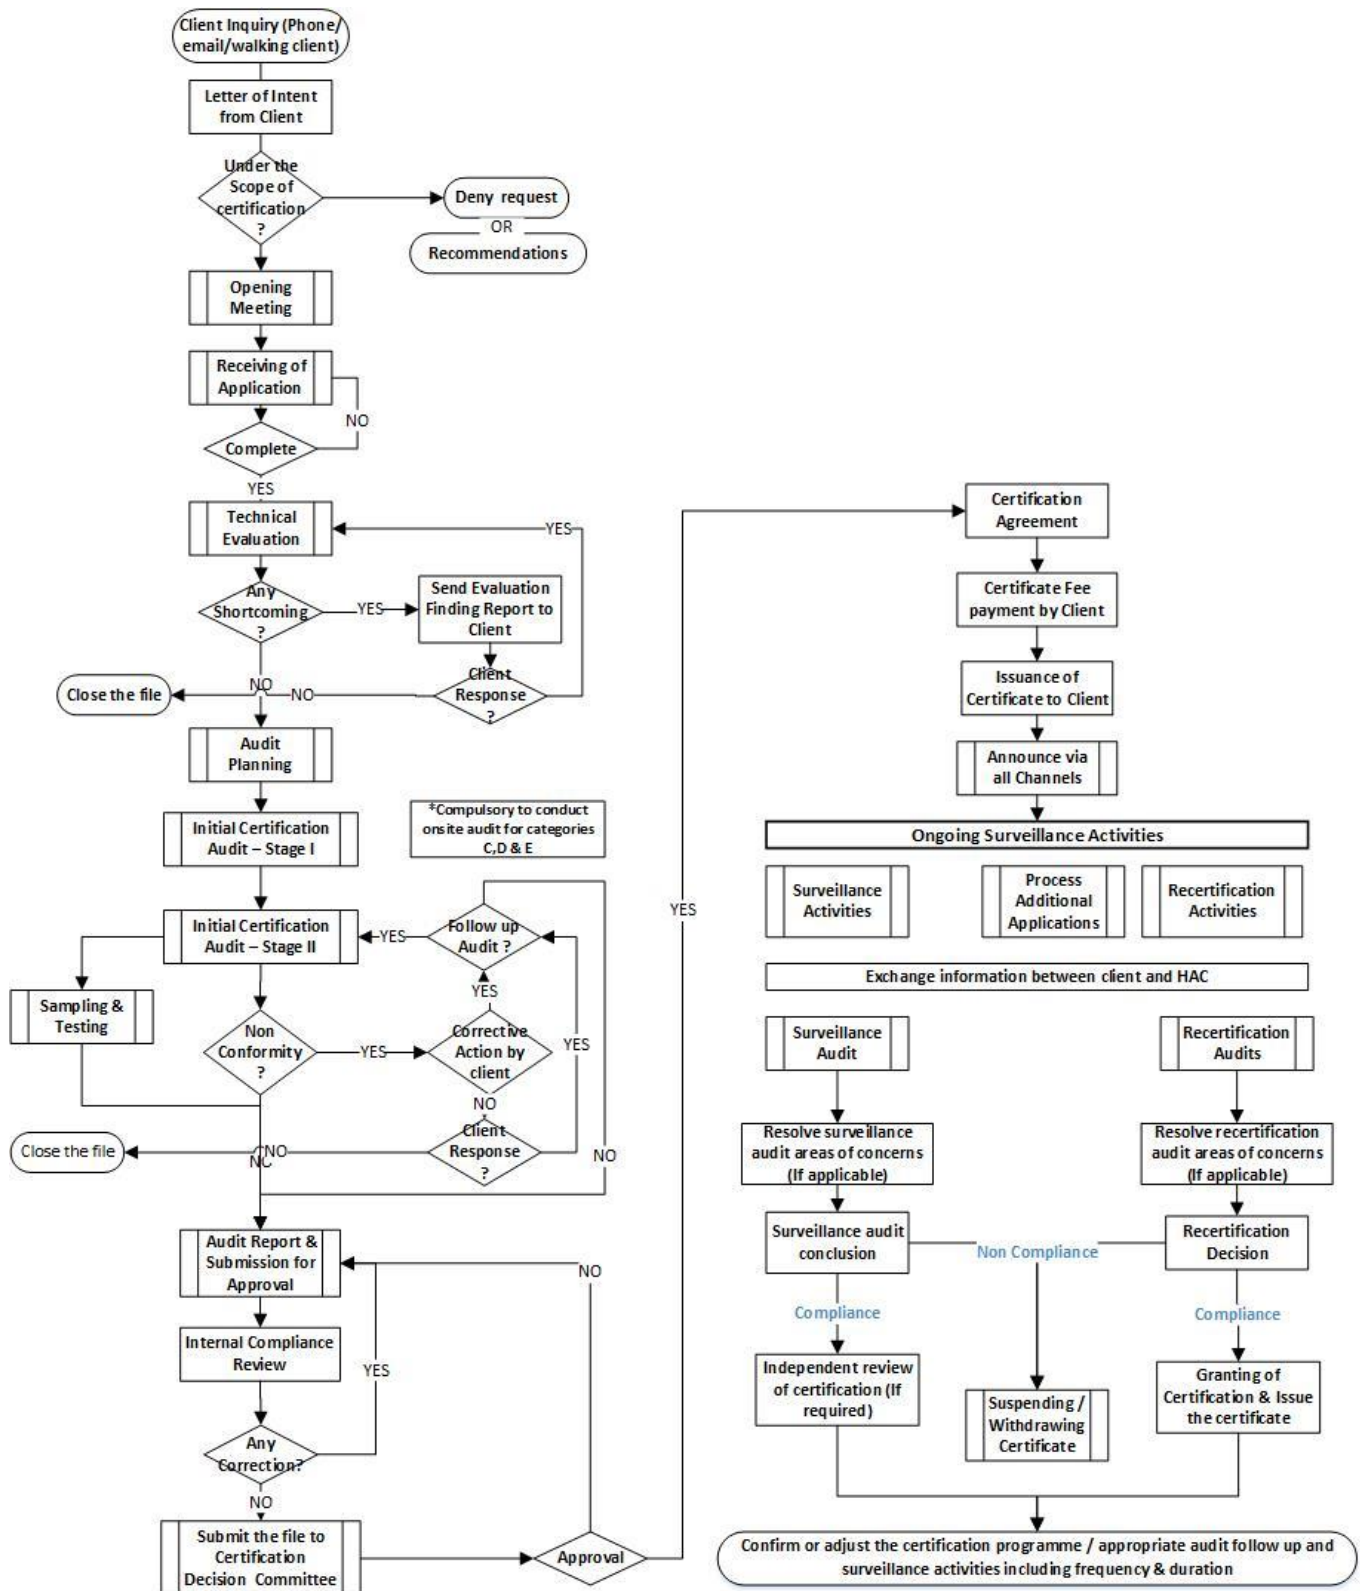 Client Inquiry (Phone/
email/walking client)
Letter of Intent
from Client
Under the
Scope of
certification
?
Deny request
OR
Recommendations
Opening
Meeting
Receiving of
Application
NO
Complete
YES
Technical
Evaluation
YES
Any
Shortcoming
?
YES
Send Evaluation
Finding Report to
Client
Client
Response
?
NO
NO
Close the file
Audit
Planning
Initial Certification
Audit – Stage I
*Compulsory to conduct
onsite audit for categories
C,D & E
Initial Certification
Audit – Stage II
YES
Follow up
Audit ?
YES
Sampling &
Testing
Non
Conformity
?
YES
Corrective
Action by
client
YES
NO
Client
Response
?
NO
NO
NO
Close the file
Audit Report &
Submission for
Approval
NO
Internal Compliance
Review
YES
Any
Correction?
NO
Submit the file to
Certification
Decision Committee
Approval
YES
Certification
Agreement
Certificate Fee
payment by Client
Issuance of
Certificate to Client
Announce via
all Channels
Ongoing Surveillance Activities
Surveillance
Activities
Process
Additional
Applications
Recertification
Activities
Exchange information between client and HAC
Surveillance
Audit
Recertification
Audits
Resolve surveillance
audit areas of concerns
(If applicable)
Resolve recertification
audit areas of concerns
(If applicable)
Surveillance audit
conclusion
Non Compliance
Recertification
Decision
Compliance
Compliance
Independent review
of certification (If
required)
Suspending /
Withdrawing
Certificate
Granting of
Certification & Issue
the certificate
Confirm or adjust the certification programme / appropriate audit follow up and
surveillance activities including frequency & duration